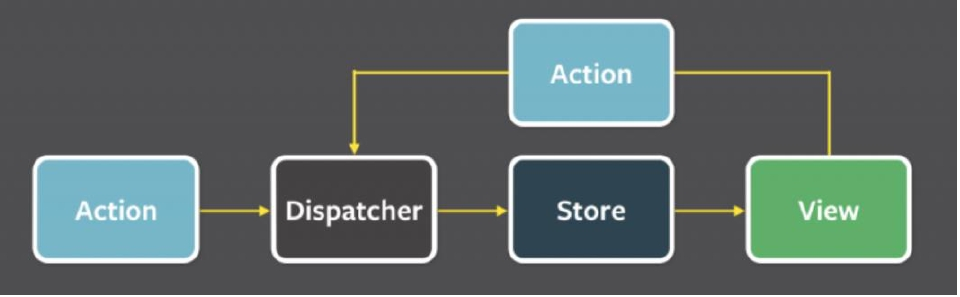 Action
Action
Dispatcher
Store
View